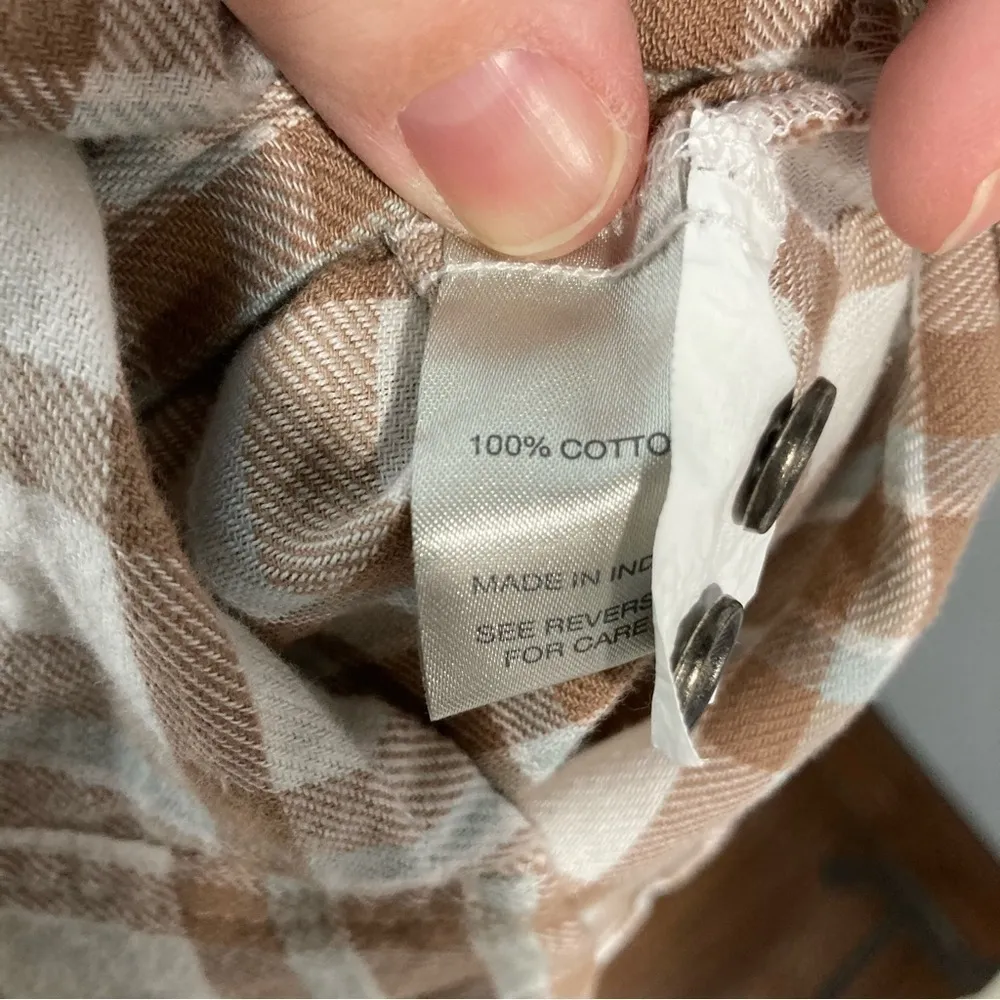 100% COTTO
MADE IN IND
SEE REVERS
FOR CARE